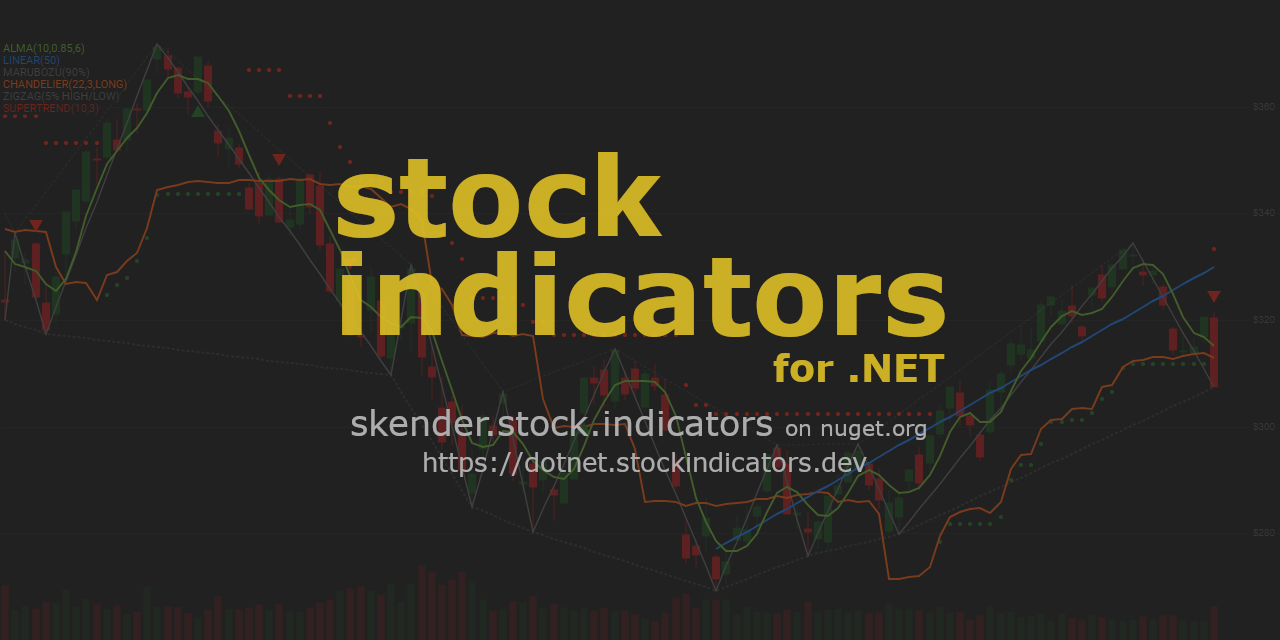 ALMA(10,0.85,6)
LINEAR(50)
MARUBOZU(90%)
CHANDELIER(22,3,LONG)
ZIGZAG(5% HIGH/LOW)
SUPERTREND(10,3)
$360
$340
$320
$300
$280
stock
indicators
for .NET
skender.stock.indicators on nuget.org
https://dotnet.stockindicators.dev